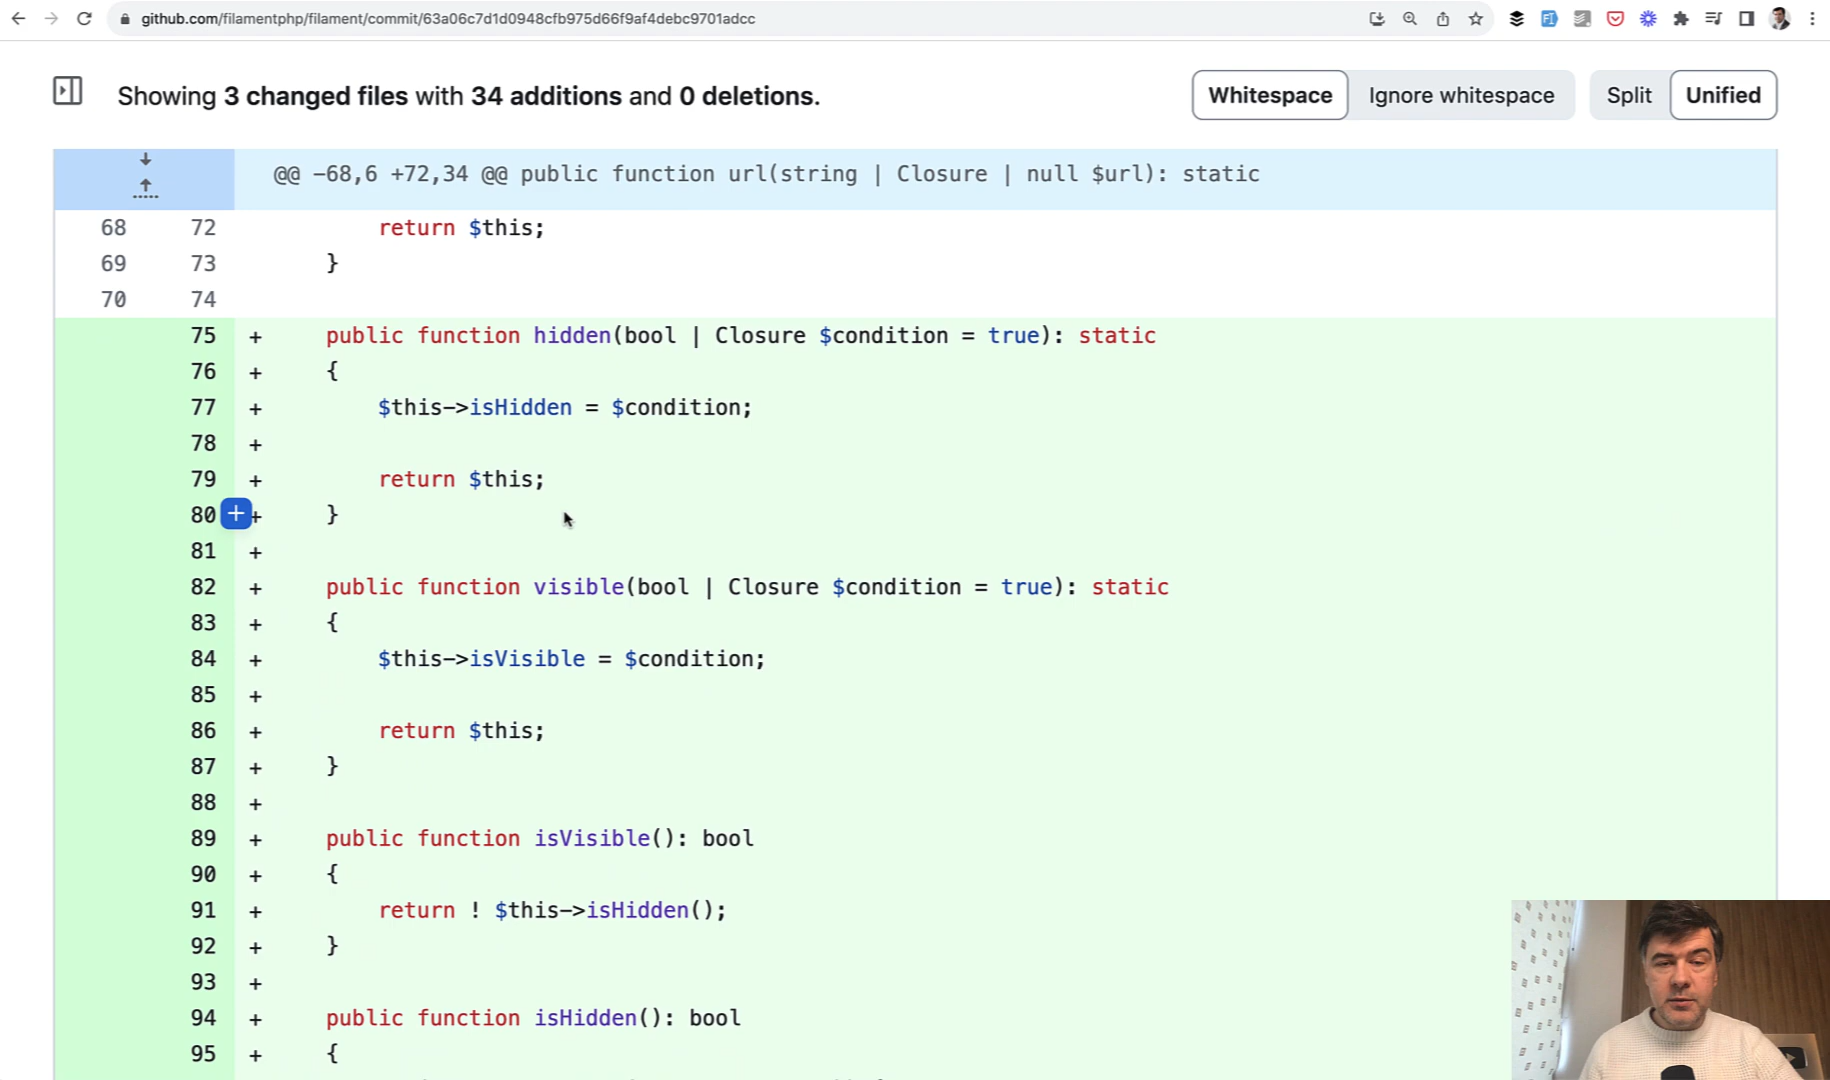 github.com/filamentphp/filament/commit/63a06c7d1d0948cfb975d66f9af4debc9701adcc
Showing 3 changed files with 34 additions and 0 deletions.
Whitespace Ignore whitespace Split Unified
@@ -68,6 +72,34 @@ public function url(string | Closure | null $url): static
68 72 return $this;
69 73 }
70 74
75 + public function hidden(bool | Closure $condition = true): static
76 + {
77 + $this->isHidden = $condition;
78 +
79 + return $this;
80 + }
81 +
82 + public function visible(bool | Closure $condition = true): static
83 + {
84 + $this->isVisible = $condition;
85 +
86 + return $this;
87 + }
88 +
89 + public function isVisible(): bool
90 + {
91 + return ! $this->isHidden();
92 + }
93 +
94 + public function isHidden(): bool
95 + {